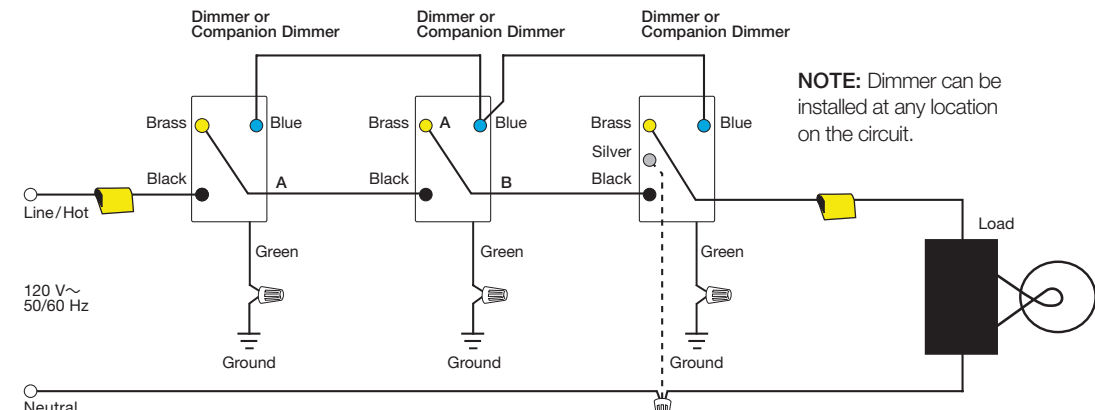 Dimmer or
Companion Dimmer
Dimmer or
Companion Dimmer
Dimmer or
Companion Dimmer
NOTE: Dimmer can be
installed at any location
on the circuit.
Brass
Blue
Brass
A
Blue
Brass
Blue
Silver
Black
A
Black
B
Black
Line/Hot
Load
Green
Green
Green
120 V~
50/60 Hz
Ground
Ground
Ground
Neutral